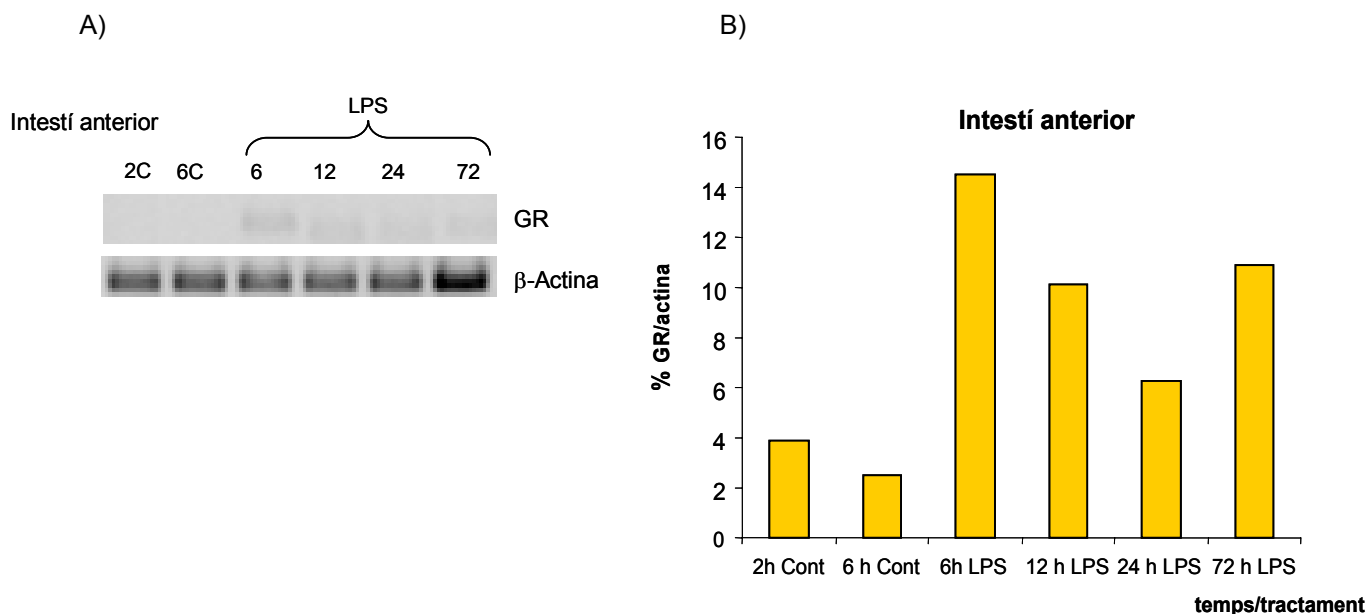 A)
Intestí anterior
LPS
2C 6C 6 12 24 72
GR
β-Actina
B)
Intestí anterior
% GR/actina
16
14
12
10
8
6
4
2
0
2h Cont 6 h Cont 6h LPS 12 h LPS 24 h LPS 72 h LPS
temps/tractament